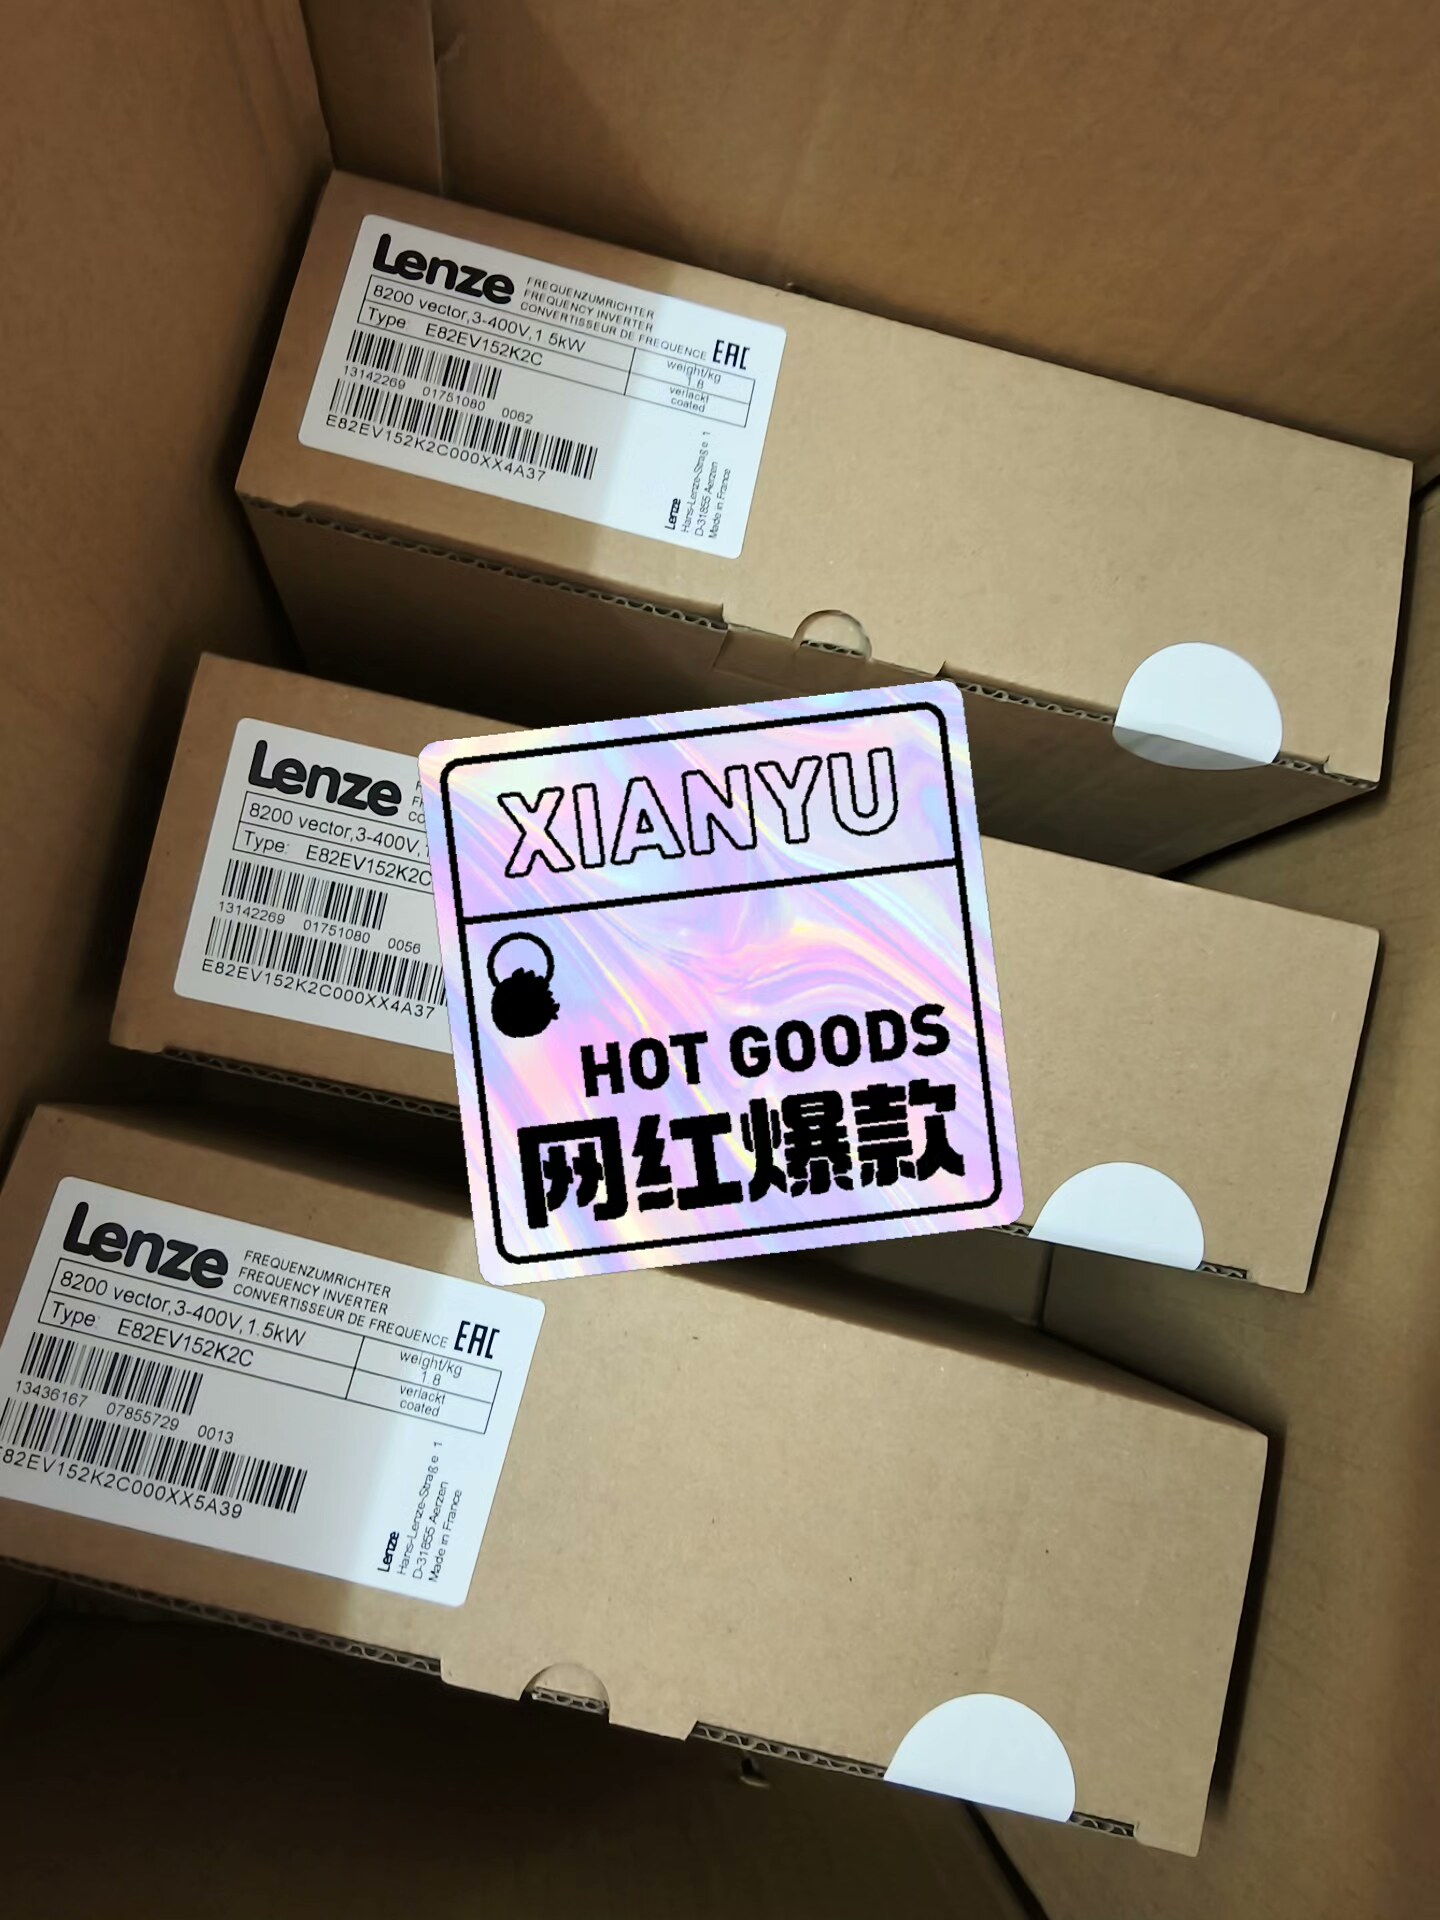 Lenze
FREQUENZUMRICHTER
FREQUENCY INVERTER
CONVERTISSEUR DE FREQUENCE
EAC
8200 vector,3-400V,1.5kW
Type: E82EV152K2C
weight/kg
1.8
verlackt
coated
13142269 01751080 0062
E82EV152K2C000XX4A37
Lenze
Hans-Lenze-Straße 1
D-31855 Aerzen
Made in France
Lenze
8200 vector,3-400V,
Type: E82EV152K2C
13142269 01751080 0056
E82EV152K2C000XX4A37
XIANYU
HOT GOODS
网红爆款
Lenze
FREQUENZUMRICHTER
FREQUENCY INVERTER
CONVERTISSEUR DE FREQUENCE
EAC
8200 vector,3-400V,1.5kW
Type: E82EV152K2C
weight/kg
1.8
verlackt
coated
13436167 07855729 0013
E82EV152K2C000XX5A39
Lenze
Hans-Lenze-Straße 1
D-31855 Aerzen
Made in France